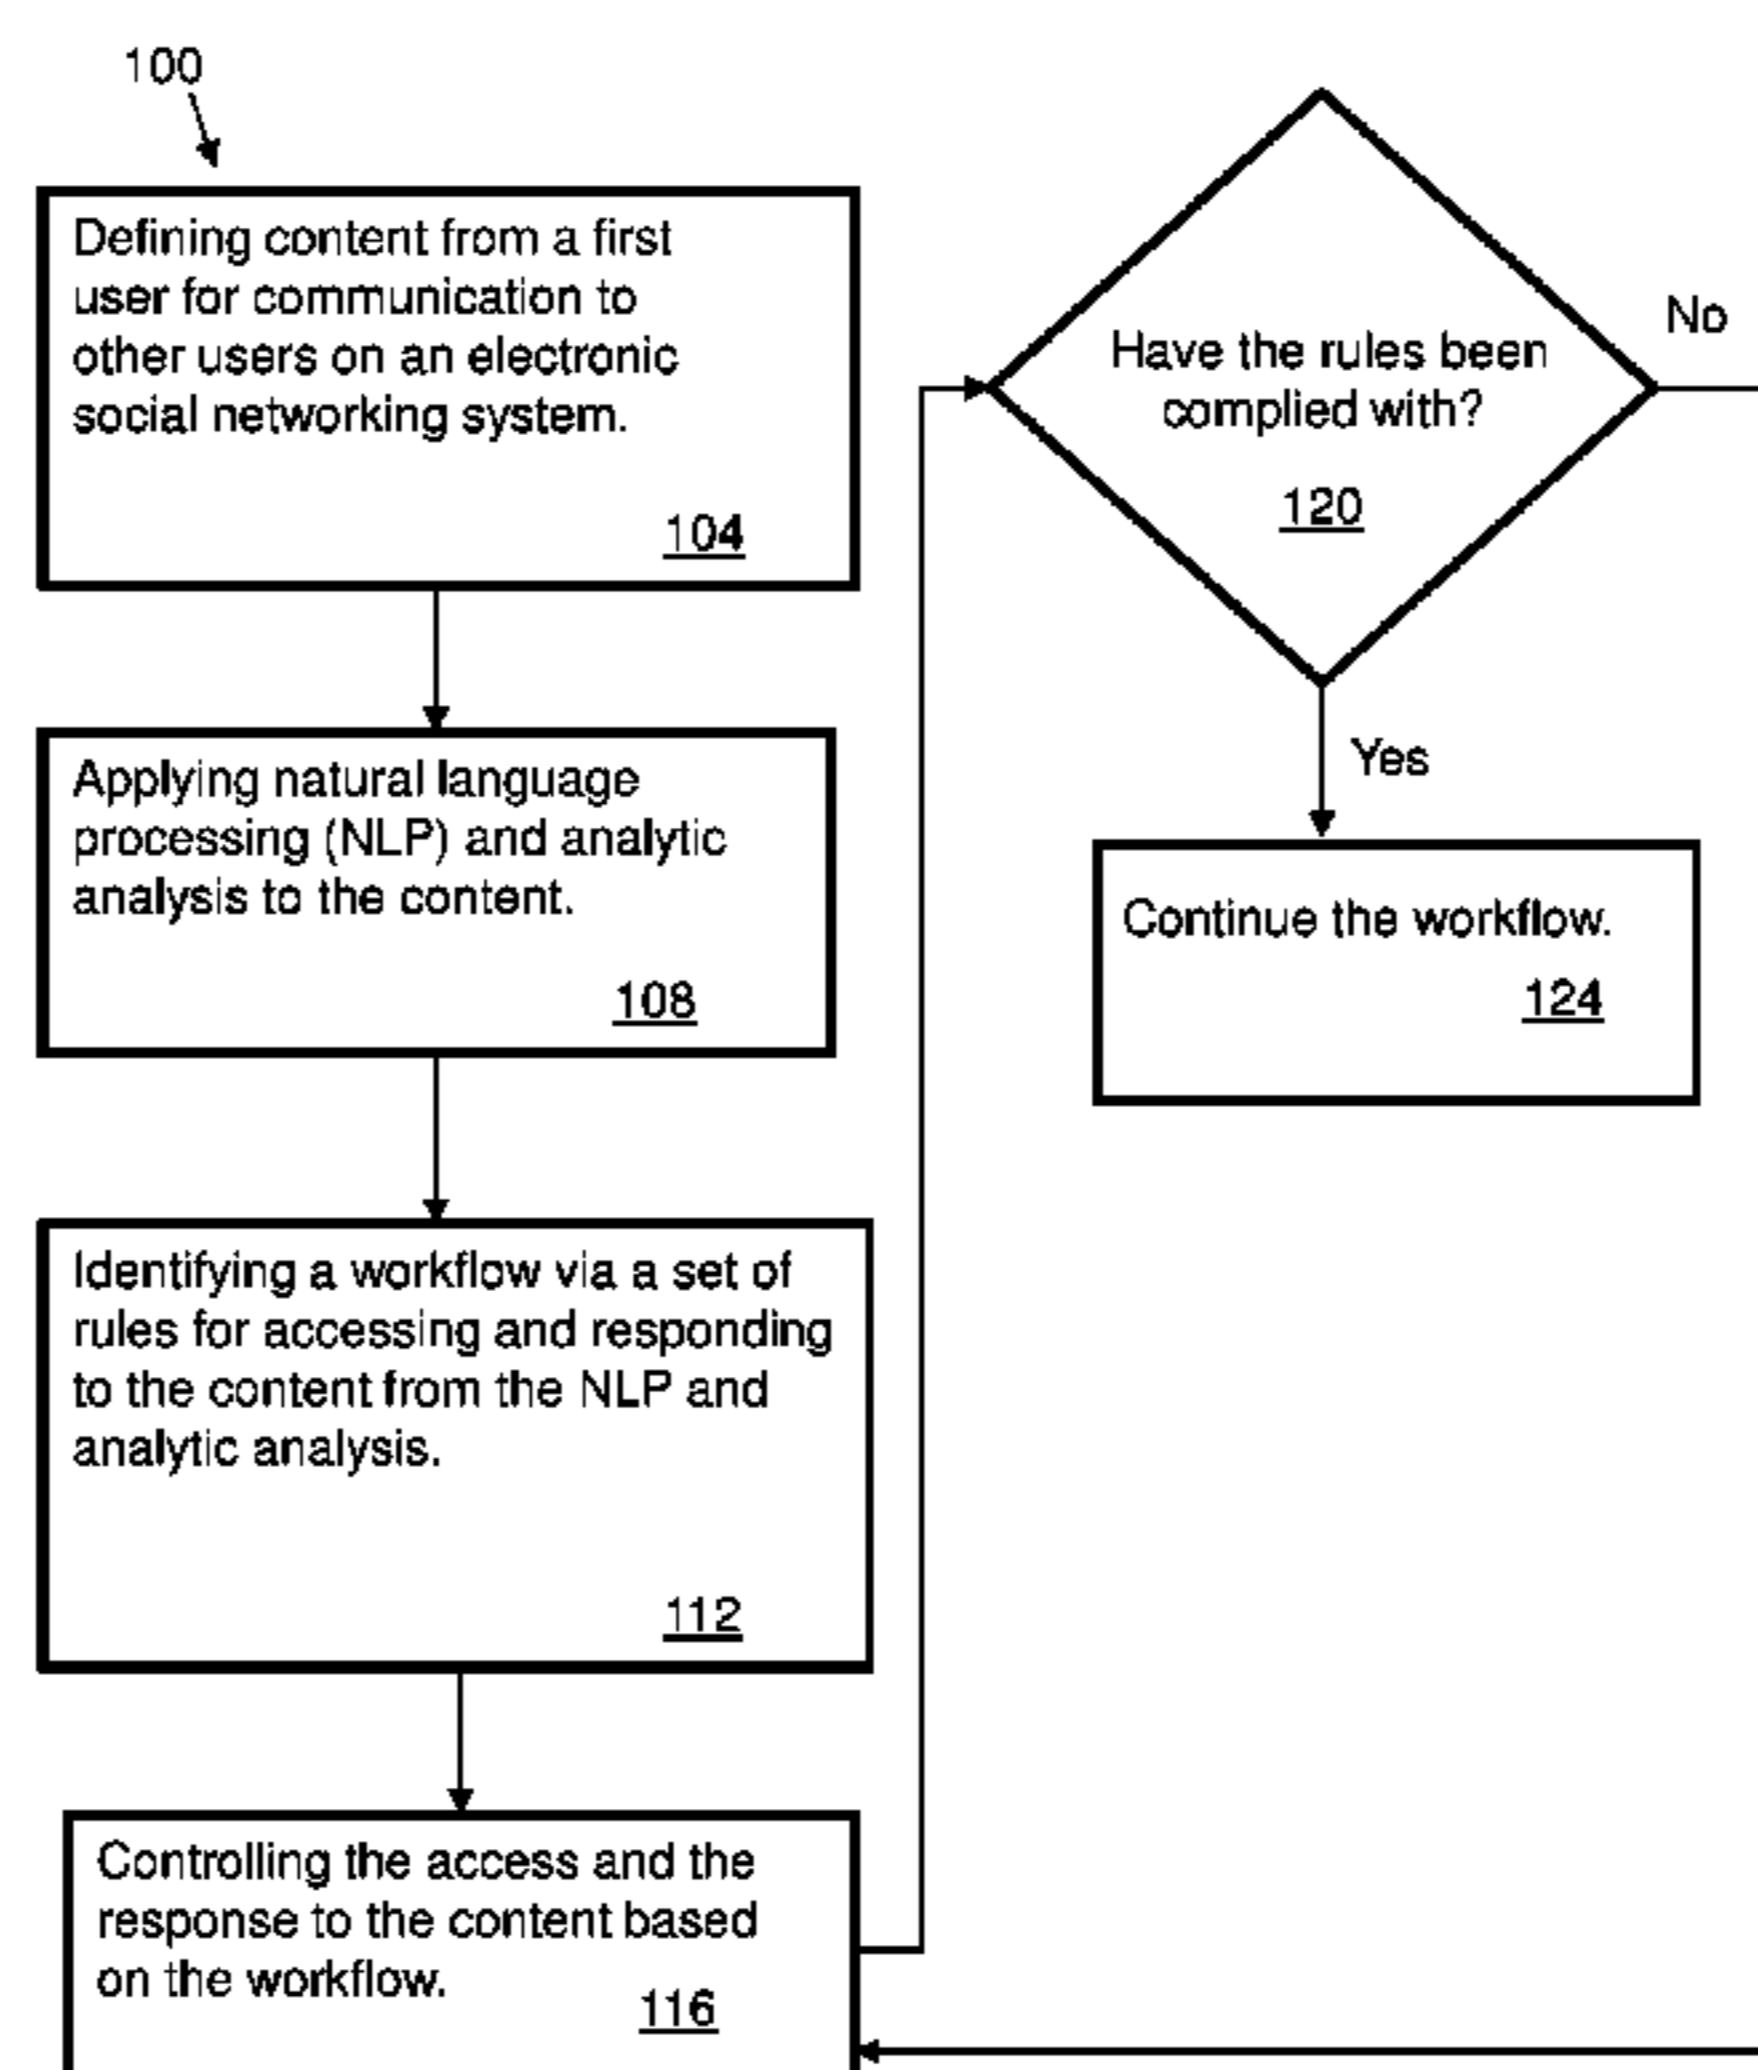 100
Defining content from a first
user for communication to
other users on an electronic
social networking system.
104
Applying natural language
processing (NLP) and analytic
analysis to the content.
108
Identifying a workflow via a set of
rules for accessing and responding
to the content from the NLP and
analytic analysis.
112
Controlling the access and the
response to the content based
on the workflow.
116
Have the rules been
complied with?
120
No
Yes
Continue the workflow.
124